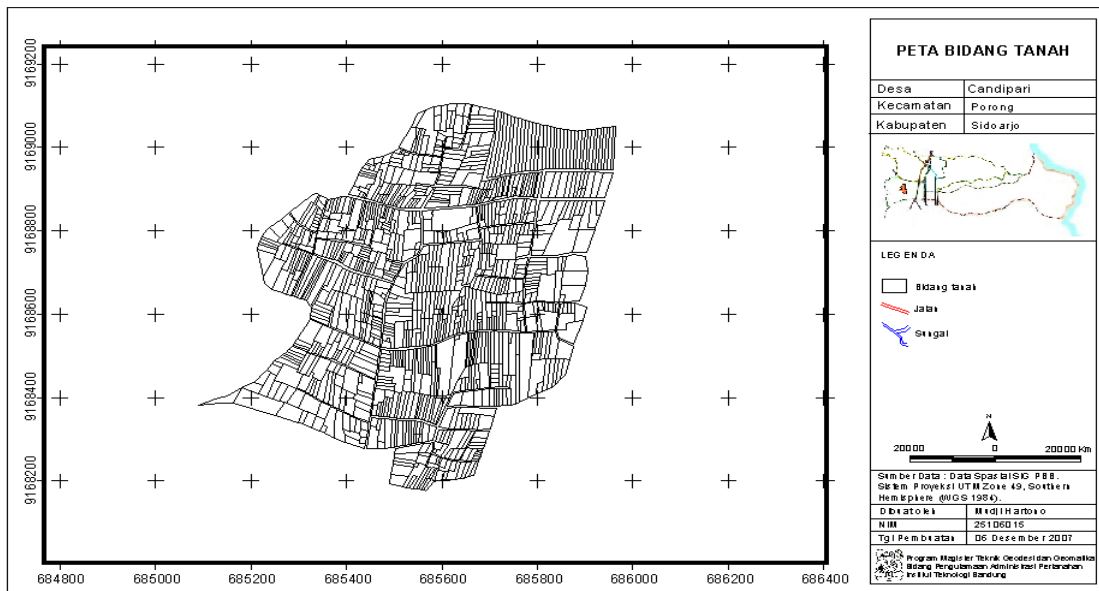 PETA BIDANG TANAH
Desa Candipari
Kecamatan Porong
Kabupaten Sidoarjo
LEGENDA
Bidang tanah
Jalan
Sungai
N
20000 0 20000 Km
Sumber Data : Data Spasial SIG PBB.
Sistem Proyeksi UTM Zone 49, Southern
Hemisphere (WGS 1984).
Dibuat oleh Mudji Hartono
NIM 25106015
Tgl Pembuatan 06 Desember 2007
Program Magister Teknik Geodesi dan Geomatika
Bidang Pengutamaan Administrasi Pertanahan
Institut Teknologi Bandung
9169200
9169000
9168800
9168600
9168400
9168200
684800 685000 685200 685400 685600 685800 686000 686200 686400